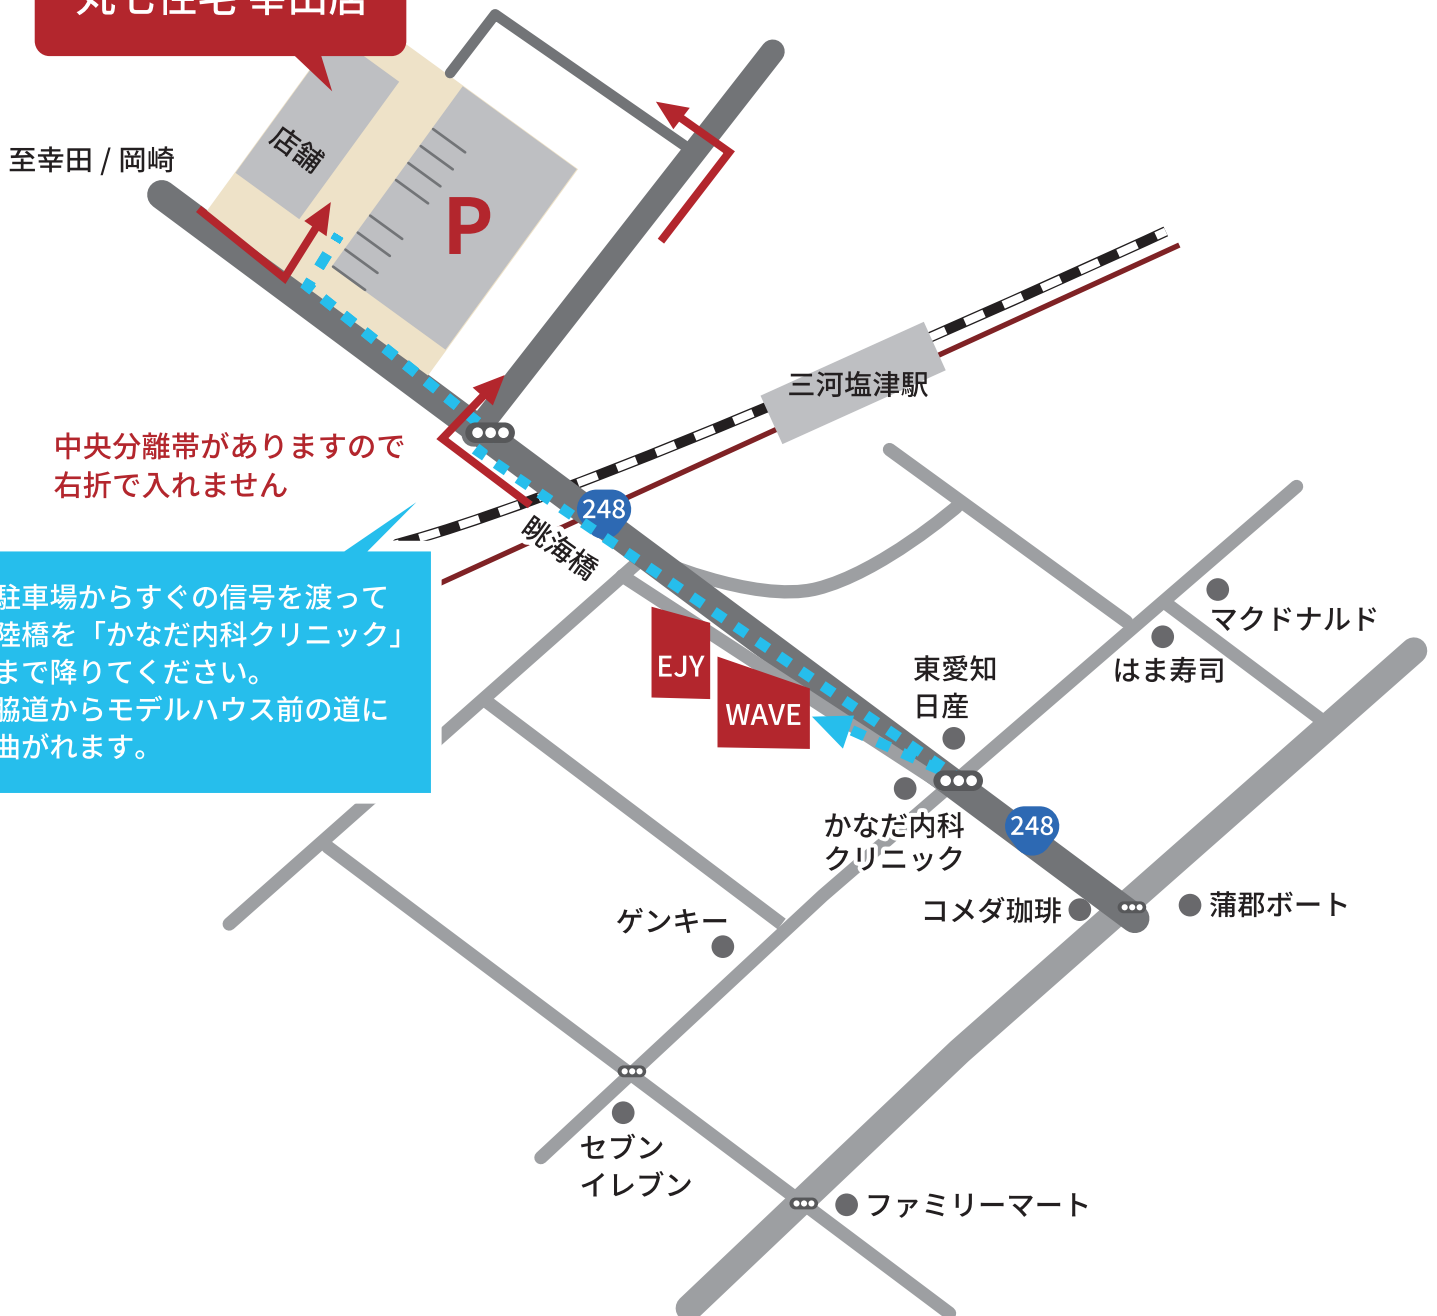 丸七住宅 幸田店
至幸田 / 岡崎
店舗
P
三河塩津駅
中央分離帯がありますので
右折で入れません
248
眺海橋
駐車場からすぐの信号を渡って
陸橋を「かなだ内科クリニック」
まで降りてください。
脇道からモデルハウス前の道に
曲がれます。
EJY
WAVE
マクドナルド
はま寿司
東愛知
日産
かなだ内科
クリニック
248
コメダ珈琲
蒲郡ボート
ゲンキー
セブン
イレブン
ファミリーマート